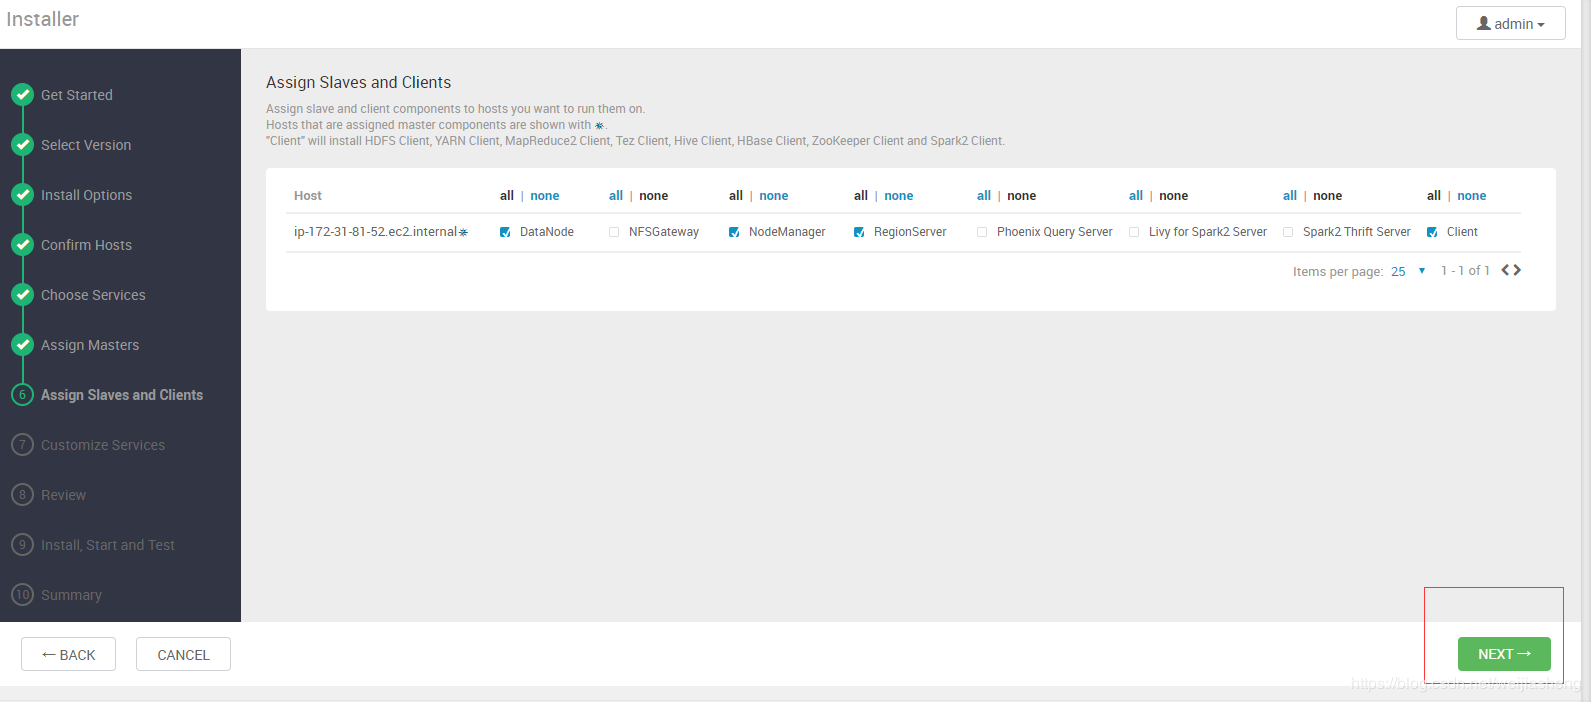 Installer
admin
Get Started
Select Version
Install Options
Confirm Hosts
Choose Services
Assign Masters
6 Assign Slaves and Clients
7 Customize Services
8 Review
9 Install, Start and Test
10 Summary
Assign Slaves and Clients
Assign slave and client components to hosts you want to run them on.
Hosts that are assigned master components are shown with ✵.
"Client" will install HDFS Client, YARN Client, MapReduce2 Client, Tez Client, Hive Client, HBase Client, ZooKeeper Client and Spark2 Client.
Host all | none all | none all | none all | none all | none all | none all | none all | none
ip-172-31-81-52.ec2.internal✵ DataNode NFSGateway NodeManager RegionServer Phoenix Query Server Livy for Spark2 Server Spark2 Thrift Server Client
Items per page: 25 1 - 1 of 1
← BACK CANCEL NEXT →
https://blog.csdn.net/weijiasheng